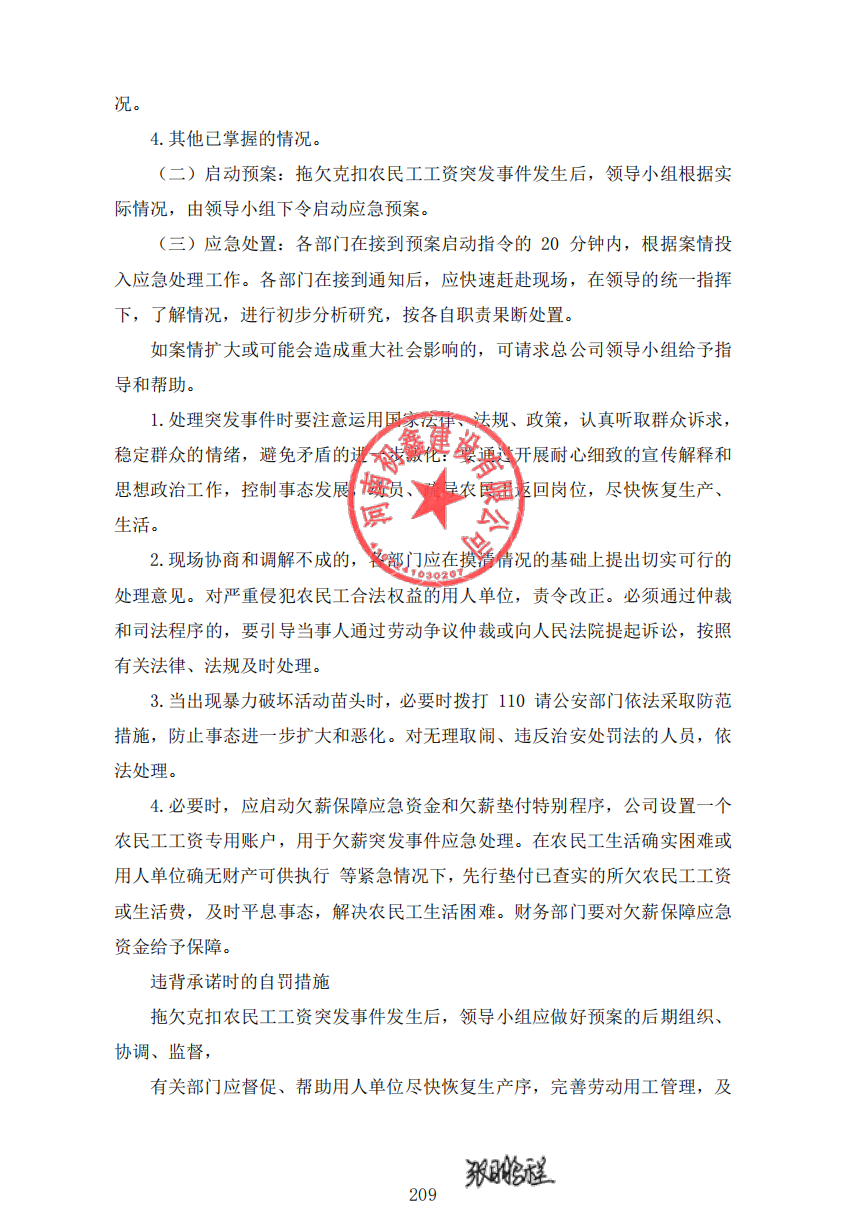 况。
4.其他已掌握的情况。
（二）启动预案：拖欠克扣农民工工资突发事件发生后，领导小组根据实
际情况，由领导小组下令启动应急预案。
（三）应急处置：各部门在接到预案启动指令的 20 分钟内，根据案情投
入应急处理工作。各部门在接到通知后，应快速赶赴现场，在领导的统一指挥
下，了解情况，进行初步分析研究，按各自职责果断处置。
如案情扩大或可能会造成重大社会影响的，可请求总公司领导小组给予指
导和帮助。
1.处理突发事件时要注意运用国家法律、法规、政策，认真听取群众诉求，
稳定群众的情绪，避免矛盾的进一步激化；要通过开展耐心细致的宣传解释和
思想政治工作，控制事态发展，动员、疏导农民工返回岗位，尽快恢复生产、
生活。
河南初鑫建设有限公司
2.现场协商和调解不成的，各部门应在摸清情况的基础上提出切实可行的
处理意见。对严重侵犯农民工合法权益的用人单位，责令改正。必须通过仲裁
和司法程序的，要引导当事人通过劳动争议仲裁或向人民法院提起诉讼，按照
有关法律、法规及时处理。
3.当出现暴力破坏活动苗头时，必要时拨打 110 请公安部门依法采取防范
措施，防止事态进一步扩大和恶化。对无理取闹、违反治安处罚法的人员，依
法处理。
4.必要时，应启动欠薪保障应急资金和欠薪垫付特别程序，公司设置一个
农民工工资专用账户，用于欠薪突发事件应急处理。在农民工生活确实困难或
用人单位确无财产可供执行 等紧急情况下，先行垫付已查实的所欠农民工工资
或生活费，及时平息事态，解决农民工生活困难。财务部门要对欠薪保障应急
资金给予保障。
违背承诺时的自罚措施
拖欠克扣农民工工资突发事件发生后，领导小组应做好预案的后期组织、
协调、监督，
有关部门应督促、帮助用人单位尽快恢复生产序，完善劳动用工管理，及
209